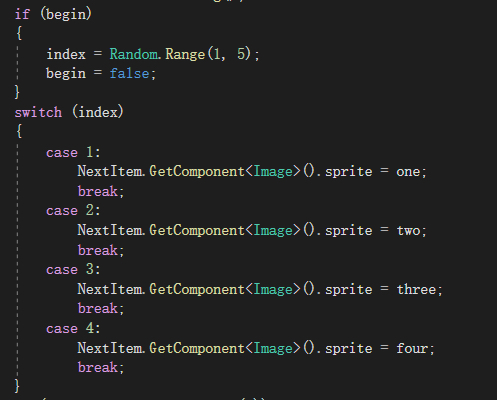 if (begin)
{
    index = Random.Range(1, 5);
    begin = false;
}
switch (index)
{
    case 1:
        NextItem.GetComponent<Image>().sprite = one;
        break;
    case 2:
        NextItem.GetComponent<Image>().sprite = two;
        break;
    case 3:
        NextItem.GetComponent<Image>().sprite = three;
        break;
    case 4:
        NextItem.GetComponent<Image>().sprite = four;
        break;
}